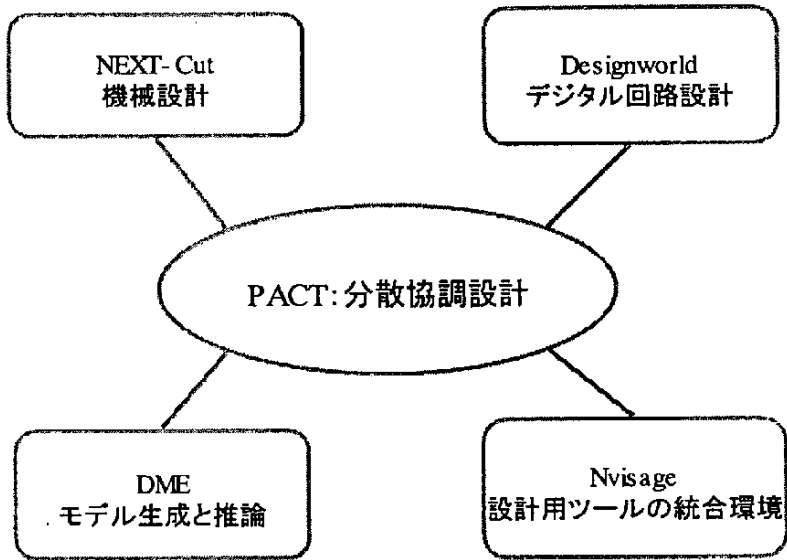 NEXT-Cut
機械設計
Designworld
デジタル回路設計
PACT:分散協調設計
DME
モデル生成と推論
Nvisage
設計用ツールの統合環境